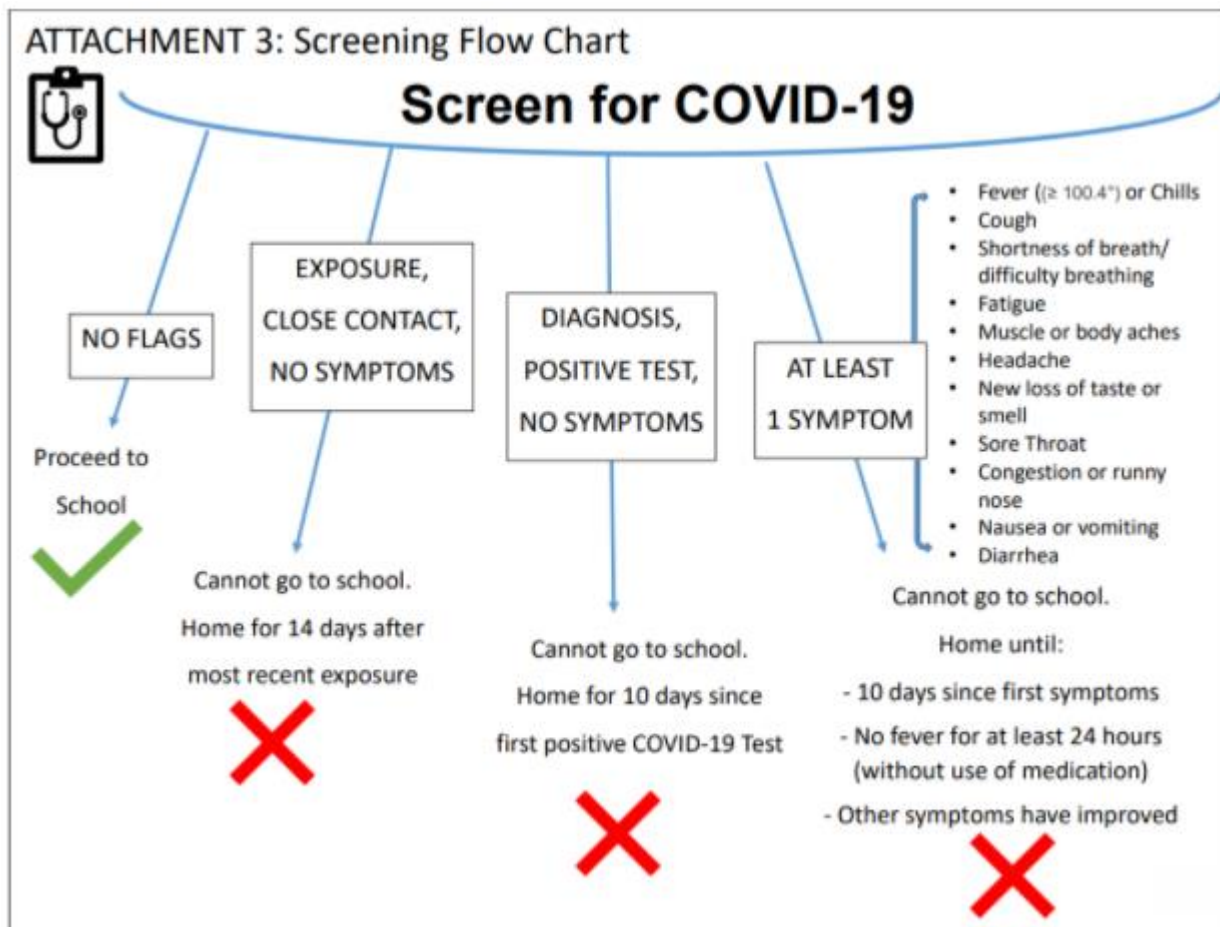 ATTACHMENT 3: Screening Flow Chart
Screen for COVID-19
NO FLAGS
Proceed to
School
EXPOSURE,
CLOSE CONTACT,
NO SYMPTOMS
Cannot go to school.
Home for 14 days after
most recent exposure
DIAGNOSIS,
POSITIVE TEST,
NO SYMPTOMS
Cannot go to school.
Home for 10 days since
first positive COVID-19 Test
AT LEAST
1 SYMPTOM
• Fever ((≥ 100.4°) or Chills
• Cough
• Shortness of breath/
difficulty breathing
• Fatigue
• Muscle or body aches
• Headache
• New loss of taste or
smell
• Sore Throat
• Congestion or runny
nose
• Nausea or vomiting
• Diarrhea
Cannot go to school.
Home until:
- 10 days since first symptoms
- No fever for at least 24 hours
(without use of medication)
- Other symptoms have improved